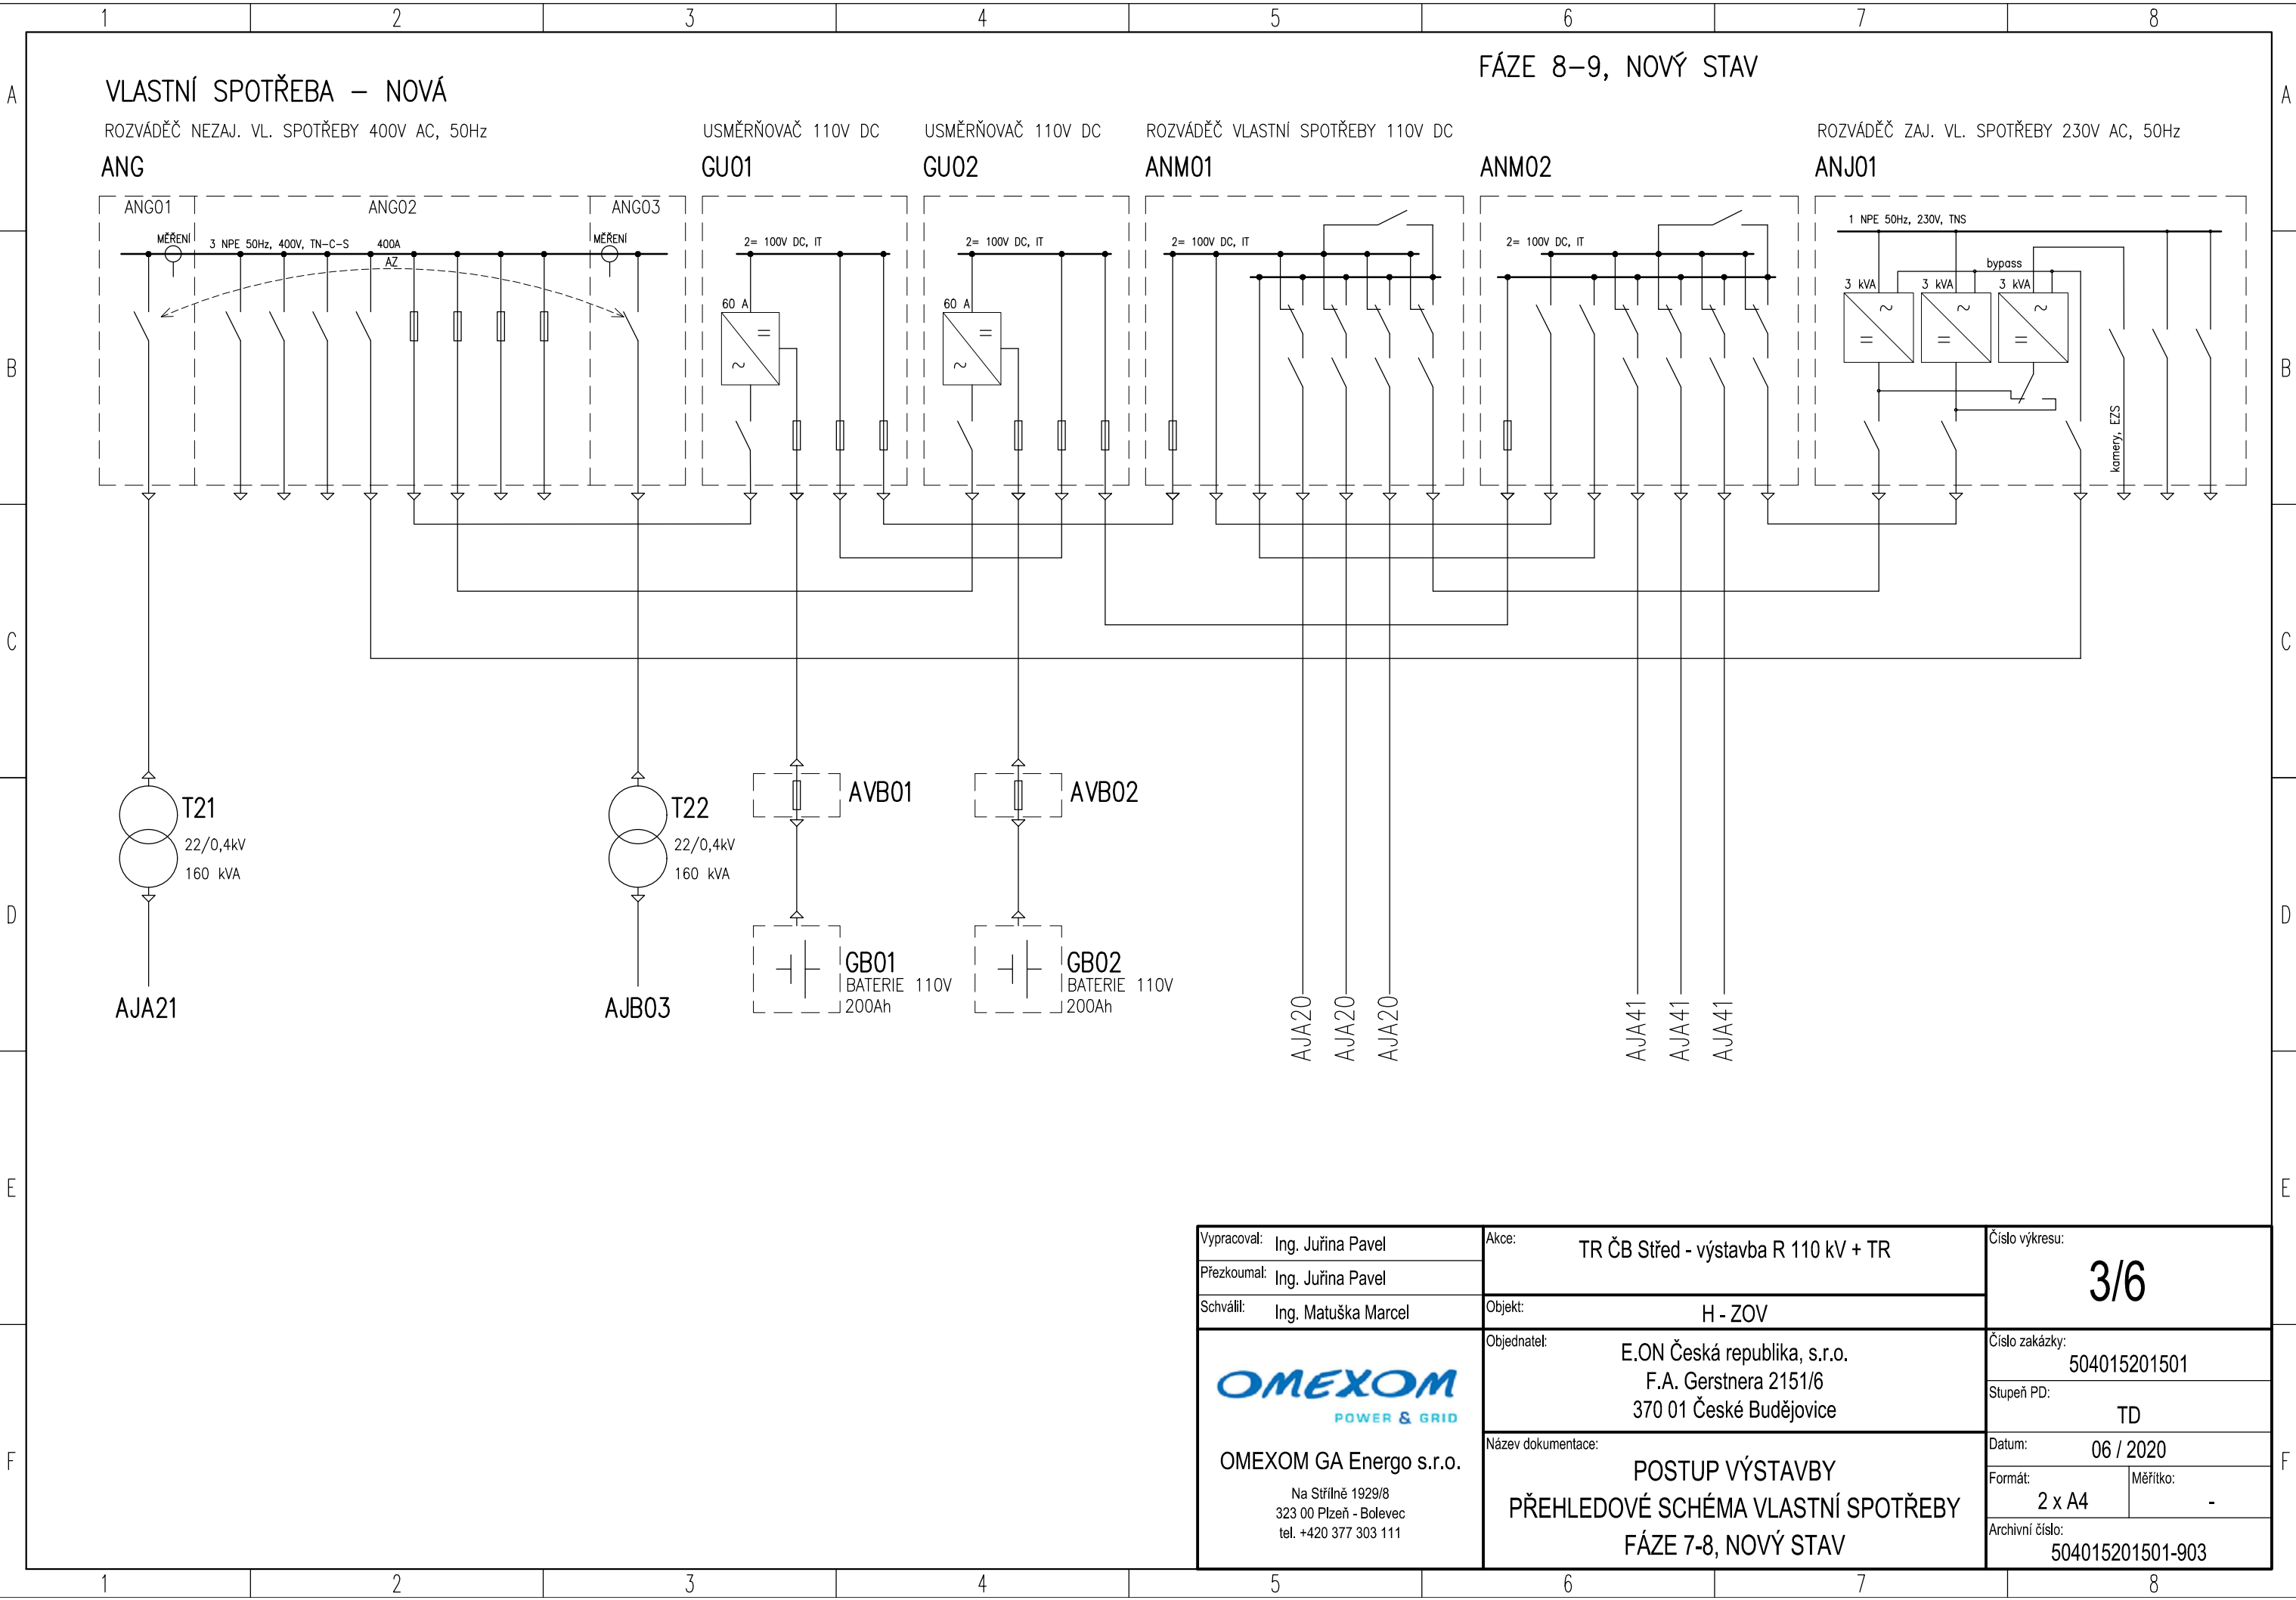 1 2 3 4 5 6 7 8
A A
B B
C C
D D
E E
F F
FÁZE 8-9, NOVÝ STAV
VLASTNÍ SPOTŘEBA - NOVÁ
ROZVÁDĚČ NEZAJ. VL. SPOTŘEBY 400V AC, 50Hz
ANG
USMĚRŇOVAČ 110V DC
GU01
USMĚRŇOVAČ 110V DC
GU02
ROZVÁDĚČ VLASTNÍ SPOTŘEBY 110V DC
ANM01
ANM02
ROZVÁDĚČ ZAJ. VL. SPOTŘEBY 230V AC, 50Hz
ANJ01
ANG01
ANG02
ANG03
MĚŘENÍ
3 NPE 50Hz, 400V, TN-C-S
400A
AZ
MĚŘENÍ
2= 100V DC, IT
60 A
2= 100V DC, IT
60 A
2= 100V DC, IT
2= 100V DC, IT
1 NPE 50Hz, 230V, TNS
bypass
3 kVA
3 kVA
3 kVA
kamery, EZS
T21
22/0,4kV
160 kVA
AJA21
T22
22/0,4kV
160 kVA
AJB03
AVB01
AVB02
GB01
BATERIE 110V
200Ah
GB02
BATERIE 110V
200Ah
AJA20
AJA20
AJA20
AJA41
AJA41
AJA41
Vypracoval: Ing. Juřina Pavel
Přezkoumal: Ing. Juřina Pavel
Schválil: Ing. Matuška Marcel
OMEXOM
POWER & GRID
OMEXOM GA Energo s.r.o.
Na Střílně 1929/8
323 00 Plzeň - Bolevec
tel. +420 377 303 111
Akce: TR ČB Střed - výstavba R 110 kV + TR
Objekt: H - ZOV
Objednatel: E.ON Česká republika, s.r.o.
F.A. Gerstnera 2151/6
370 01 České Budějovice
Název dokumentace:
POSTUP VÝSTAVBY
PŘEHLEDOVÉ SCHÉMA VLASTNÍ SPOTŘEBY
FÁZE 7-8, NOVÝ STAV
Číslo výkresu:
3/6
Číslo zakázky:
504015201501
Stupeň PD:
TD
Datum: 06 / 2020
Formát: 2 x A4
Měřítko: -
Archivní číslo:
504015201501-903
1 2 3 4 5 6 7 8